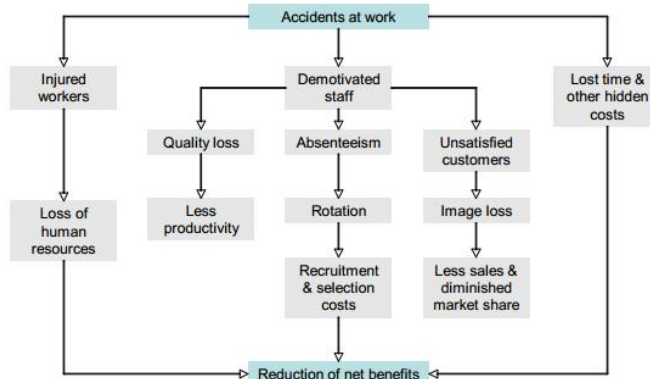 Accidents at work
Injured
workers
Demotivated
staff
Lost time &
other hidden
costs
Quality loss
Absenteeism
Unsatisfied
customers
Loss of
human
resources
Less
productivity
Rotation
Image loss
Recruitment
& selection
costs
Less sales &
diminished
market share
Reduction of net benefits